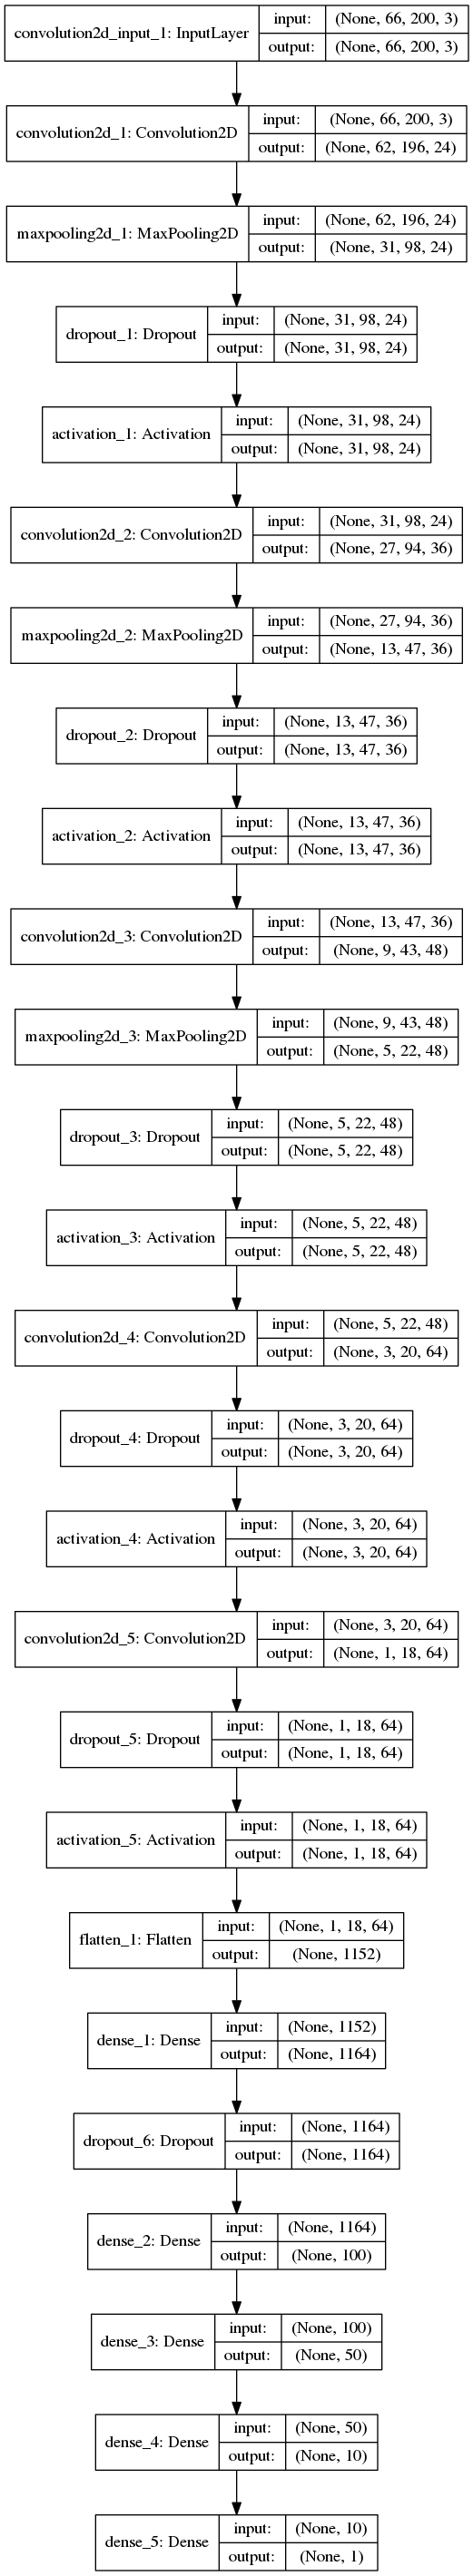 convolution2d_input_1: InputLayer
input: (None, 66, 200, 3)
output: (None, 66, 200, 3)
convolution2d_1: Convolution2D
input: (None, 66, 200, 3)
output: (None, 62, 196, 24)
maxpooling2d_1: MaxPooling2D
input: (None, 62, 196, 24)
output: (None, 31, 98, 24)
dropout_1: Dropout
input: (None, 31, 98, 24)
output: (None, 31, 98, 24)
activation_1: Activation
input: (None, 31, 98, 24)
output: (None, 31, 98, 24)
convolution2d_2: Convolution2D
input: (None, 31, 98, 24)
output: (None, 27, 94, 36)
maxpooling2d_2: MaxPooling2D
input: (None, 27, 94, 36)
output: (None, 13, 47, 36)
dropout_2: Dropout
input: (None, 13, 47, 36)
output: (None, 13, 47, 36)
activation_2: Activation
input: (None, 13, 47, 36)
output: (None, 13, 47, 36)
convolution2d_3: Convolution2D
input: (None, 13, 47, 36)
output: (None, 9, 43, 48)
maxpooling2d_3: MaxPooling2D
input: (None, 9, 43, 48)
output: (None, 5, 22, 48)
dropout_3: Dropout
input: (None, 5, 22, 48)
output: (None, 5, 22, 48)
activation_3: Activation
input: (None, 5, 22, 48)
output: (None, 5, 22, 48)
convolution2d_4: Convolution2D
input: (None, 5, 22, 48)
output: (None, 3, 20, 64)
dropout_4: Dropout
input: (None, 3, 20, 64)
output: (None, 3, 20, 64)
activation_4: Activation
input: (None, 3, 20, 64)
output: (None, 3, 20, 64)
convolution2d_5: Convolution2D
input: (None, 3, 20, 64)
output: (None, 1, 18, 64)
dropout_5: Dropout
input: (None, 1, 18, 64)
output: (None, 1, 18, 64)
activation_5: Activation
input: (None, 1, 18, 64)
output: (None, 1, 18, 64)
flatten_1: Flatten
input: (None, 1, 18, 64)
output: (None, 1152)
dense_1: Dense
input: (None, 1152)
output: (None, 1164)
dropout_6: Dropout
input: (None, 1164)
output: (None, 1164)
dense_2: Dense
input: (None, 1164)
output: (None, 100)
dense_3: Dense
input: (None, 100)
output: (None, 50)
dense_4: Dense
input: (None, 50)
output: (None, 10)
dense_5: Dense
input: (None, 10)
output: (None, 1)